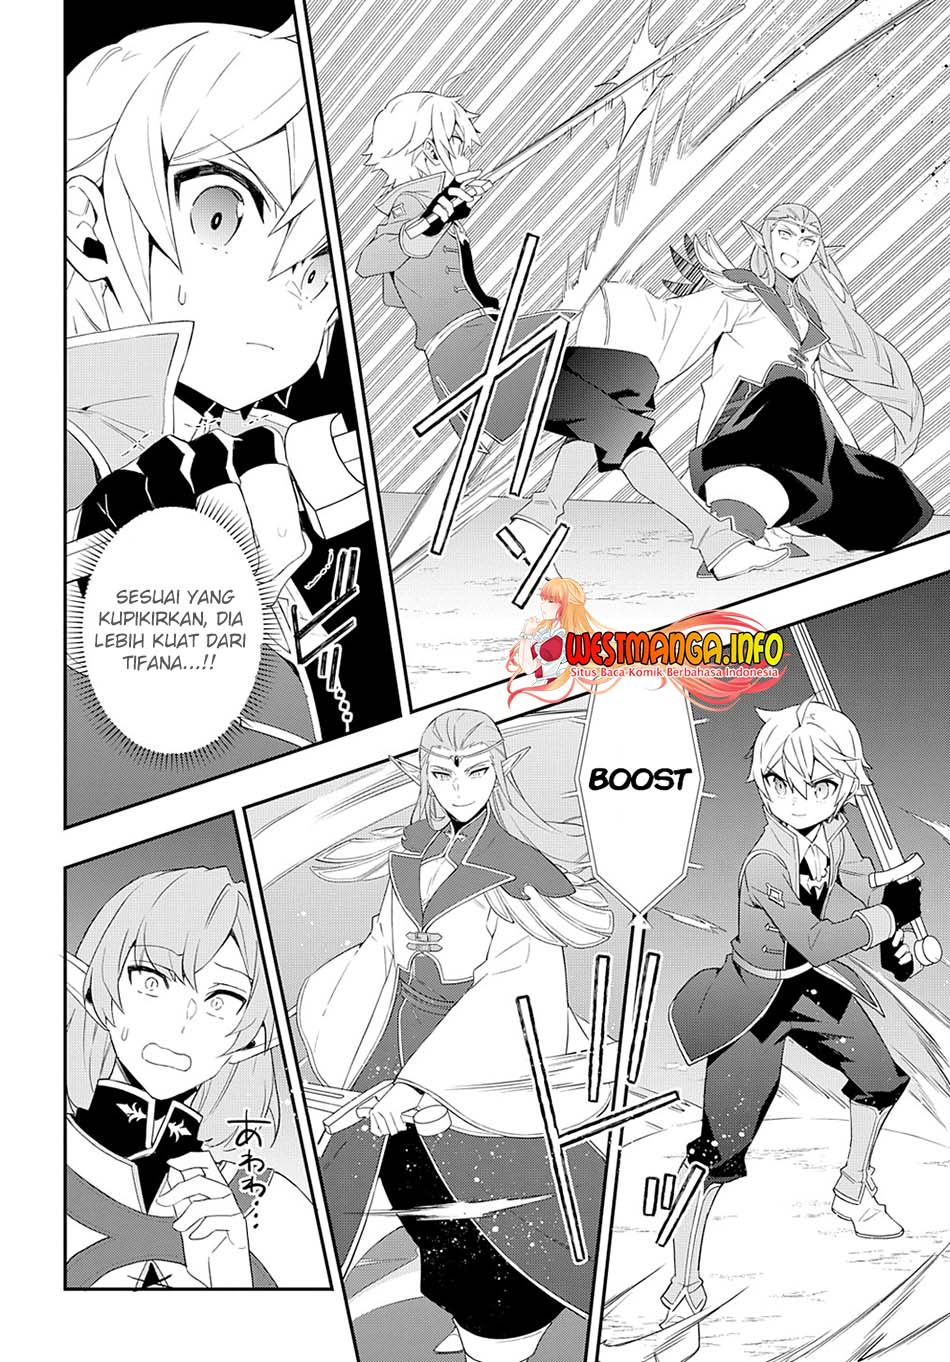 SESUAI YANG
KUPIKIRKAN, DIA
LEBIH KUAT DARI
TIFANA...!!
WESTMANGA.INFO
Situs Baca Komik Berbahasa Indonesia
BOOST
あわわ…